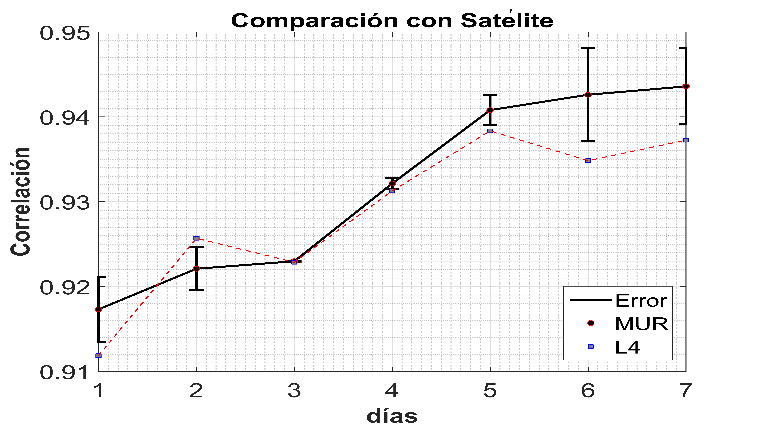 Comparación con Satélite
0.95
0.94
0.93
0.92
0.91
Correlación
1 2 3 4 5 6 7
días
Error
MUR
L4